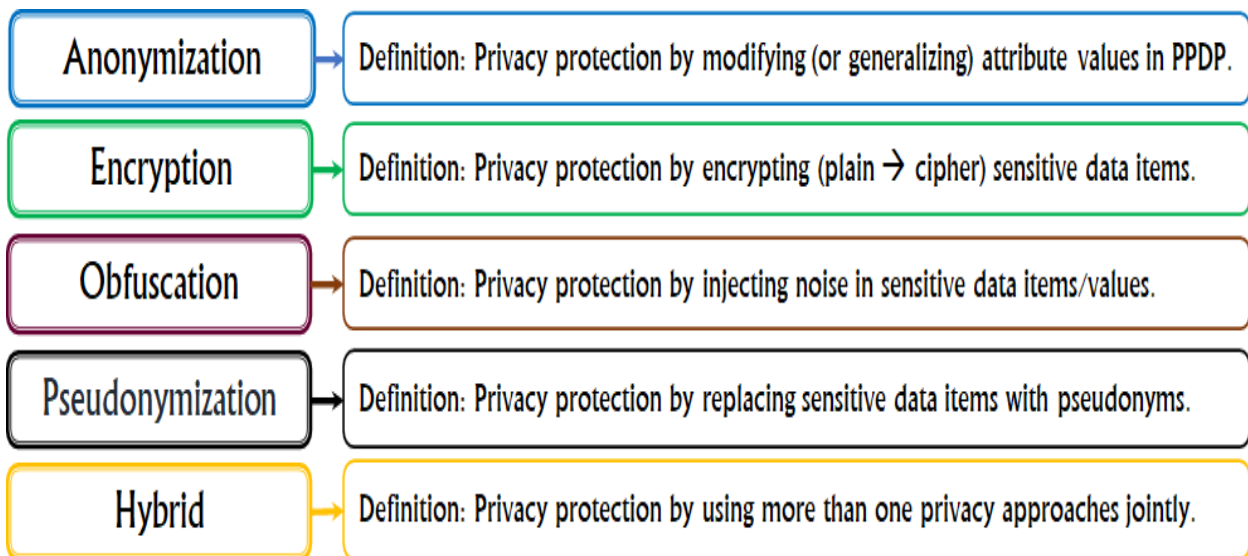 Anonymization
Definition: Privacy protection by modifying (or generalizing) attribute values in PPDP.
Encryption
Definition: Privacy protection by encrypting (plain → cipher) sensitive data items.
Obfuscation
Definition: Privacy protection by injecting noise in sensitive data items/values.
Pseudonymization
Definition: Privacy protection by replacing sensitive data items with pseudonyms.
Hybrid
Definition: Privacy protection by using more than one privacy approaches jointly.